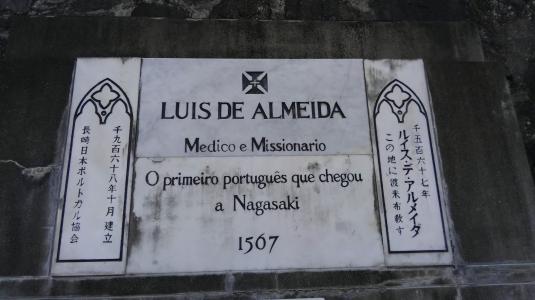 LUIS DE ALMEIDA
Medico e Missionario
O primeiro português que chegou
a Nagasaki
1567
千五百六十七年
ルイス・デ・アルメイダ
この地に渡来布教す
千九百六十八年十月 建立
長崎日本ポルトガル協会